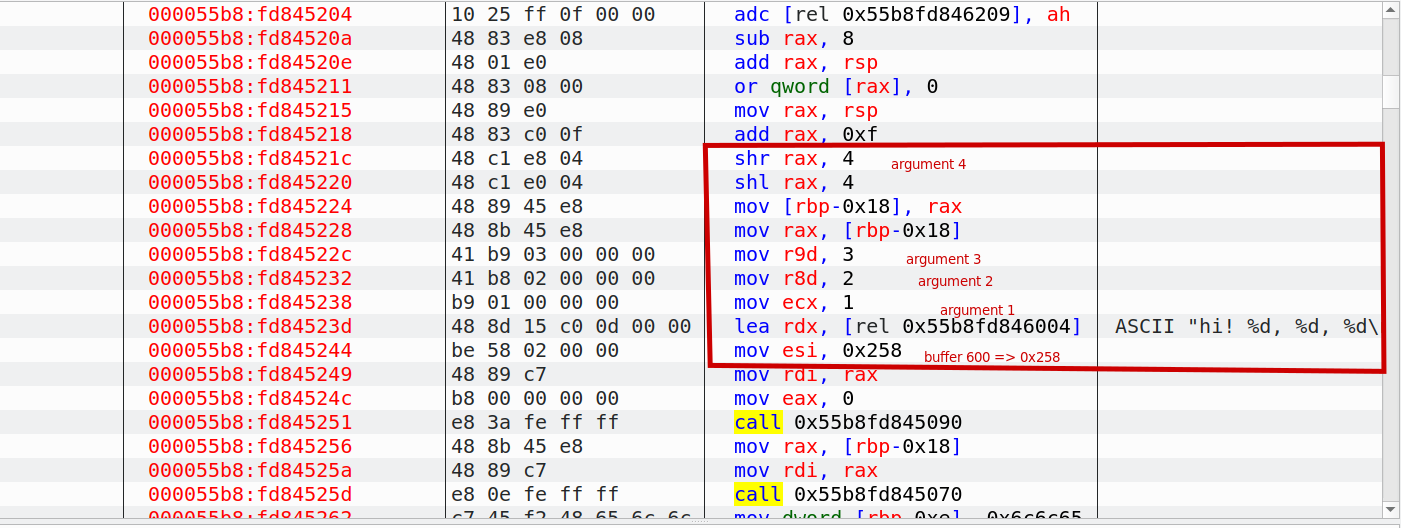 000055b8:fd845204 10 25 ff 0f 00 00 adc [rel 0x55b8fd846209], ah
000055b8:fd84520a 48 83 e8 08 sub rax, 8
000055b8:fd84520e 48 01 e0 add rax, rsp
000055b8:fd845211 48 83 08 00 or qword [rax], 0
000055b8:fd845215 48 89 e0 mov rax, rsp
000055b8:fd845218 48 83 c0 0f add rax, 0xf
000055b8:fd84521c 48 c1 e8 04 shr rax, 4 argument 4
000055b8:fd845220 48 c1 e0 04 shl rax, 4
000055b8:fd845224 48 89 45 e8 mov [rbp-0x18], rax
000055b8:fd845228 48 8b 45 e8 mov rax, [rbp-0x18]
000055b8:fd84522c 41 b9 03 00 00 00 mov r9d, 3 argument 3
000055b8:fd845232 41 b8 02 00 00 00 mov r8d, 2 argument 2
000055b8:fd845238 b9 01 00 00 00 mov ecx, 1 argument 1
000055b8:fd84523d 48 8d 15 c0 0d 00 00 lea rdx, [rel 0x55b8fd846004] ASCII "hi! %d, %d, %d\
000055b8:fd845244 be 58 02 00 00 mov esi, 0x258 buffer 600 => 0x258
000055b8:fd845249 48 89 c7 mov rdi, rax
000055b8:fd84524c b8 00 00 00 00 mov eax, 0
000055b8:fd845251 e8 3a fe ff ff call 0x55b8fd845090
000055b8:fd845256 48 8b 45 e8 mov rax, [rbp-0x18]
000055b8:fd84525a 48 89 c7 mov rdi, rax
000055b8:fd84525d e8 0e fe ff ff call 0x55b8fd845070
000055b8:fd845262 c7 45 f2 48 65 6c 6c mov dword [rbp-0xe], 0x6c6c65